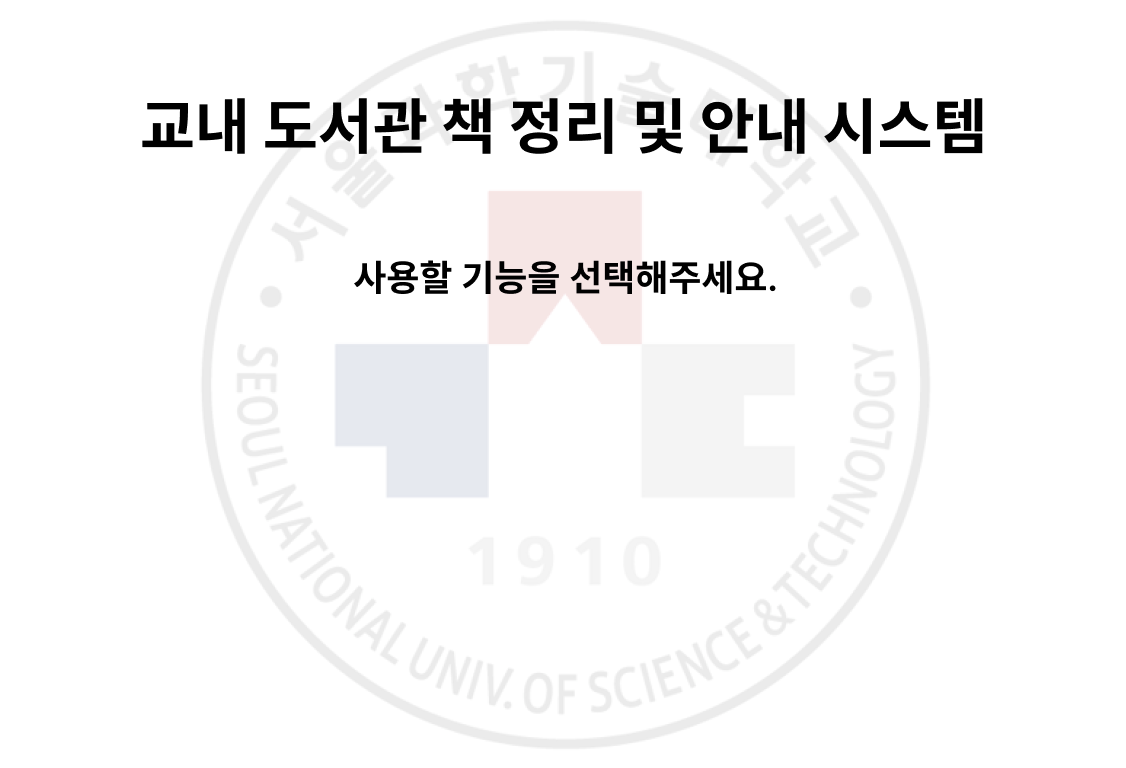 교내 도서관 책 정리 및 안내 시스템
사용할 기능을 선택해주세요.
서울과학기술대학교
1910
SEOUL NATIONAL UNIV. OF SCIENCE & TECHNOLOGY